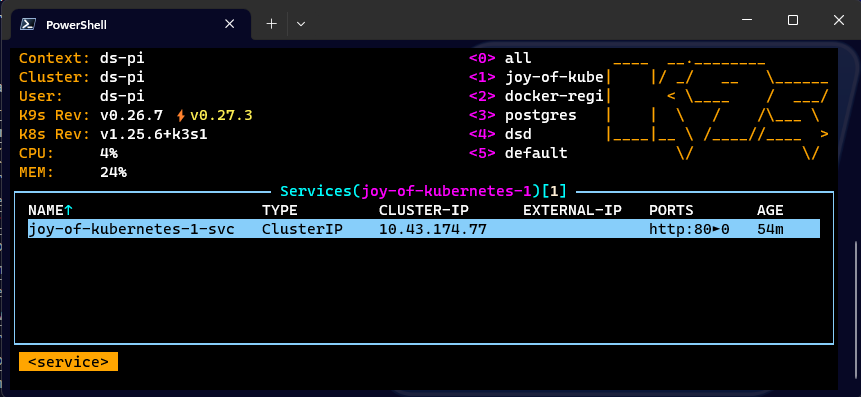 PowerShell
Context: ds-pi <0> all
Cluster: ds-pi <1> joy-of-kube
User: ds-pi <2> docker-regi
K9s Rev: v0.26.7 ⚡v0.27.3 <3> postgres
K8s Rev: v1.25.6+k3s1 <4> dsd
CPU: 4% <5> default
MEM: 24%
Services(joy-of-kubernetes-1)[1]
NAME↑ TYPE CLUSTER-IP EXTERNAL-IP PORTS AGE
joy-of-kubernetes-1-svc ClusterIP 10.43.174.77 http:80►0 54m
<service>